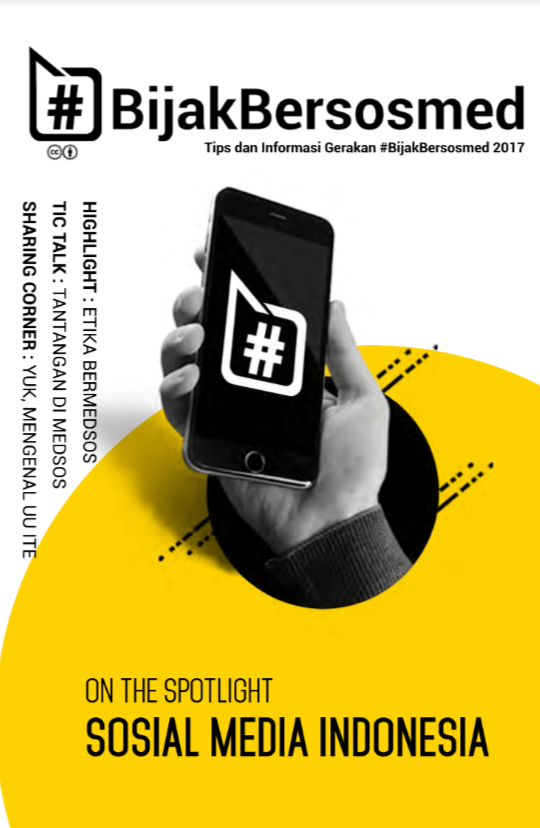 #BijakBersosmed
Tips dan Informasi Gerakan #BijakBersosmed 2017
HIGHLIGHT : ETIKA BERMEDSOS
TIC TALK : TANTANGAN DI MEDSOS
SHARING CORNER : YUK, MENGENAL UU ITE
#
ON THE SPOTLIGHT
SOSIAL MEDIA INDONESIA